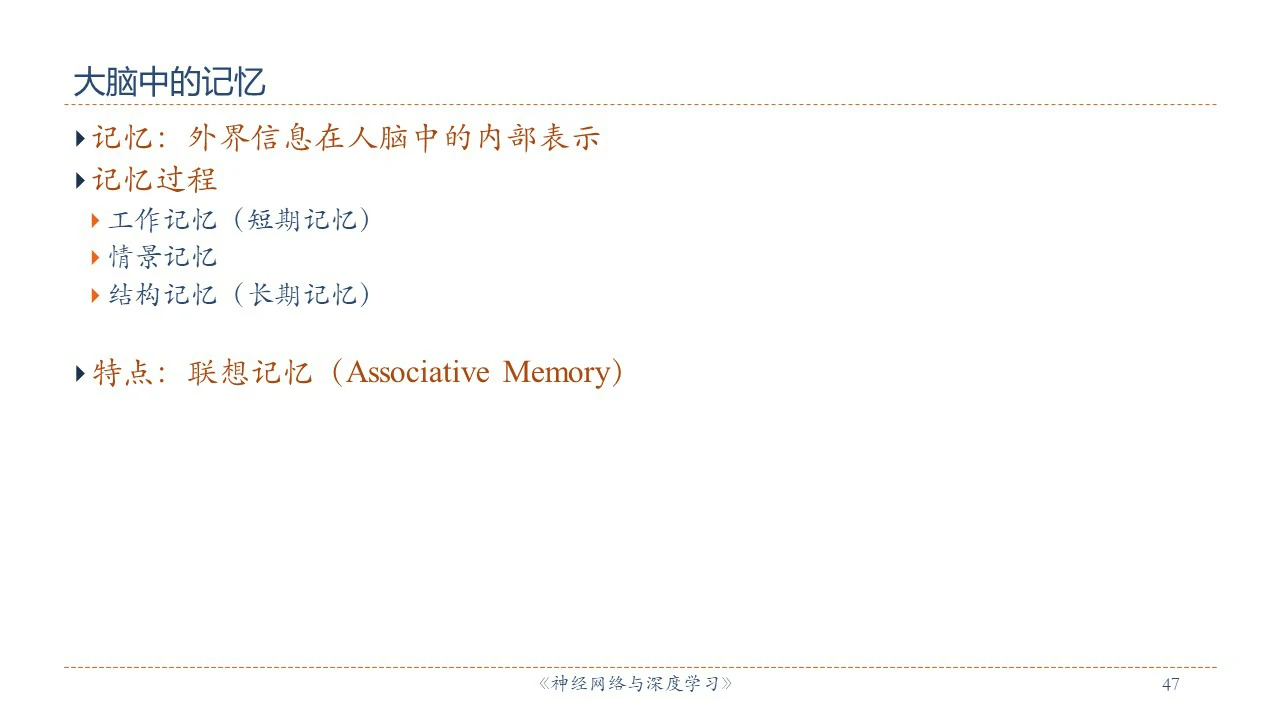 大脑中的记忆
记忆：外界信息在人脑中的内部表示
记忆过程
工作记忆（短期记忆）
情景记忆
结构记忆（长期记忆）
特点：联想记忆（Associative Memory）
《神经网络与深度学习》
47